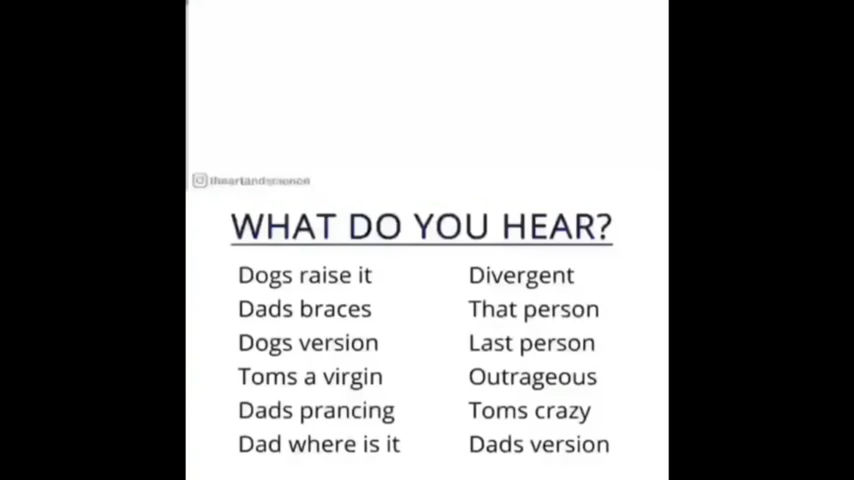 theartandscience
WHAT DO YOU HEAR?
Dogs raise it
Dads braces
Dogs version
Toms a virgin
Dads prancing
Dad where is it
Divergent
That person
Last person
Outrageous
Toms crazy
Dads version